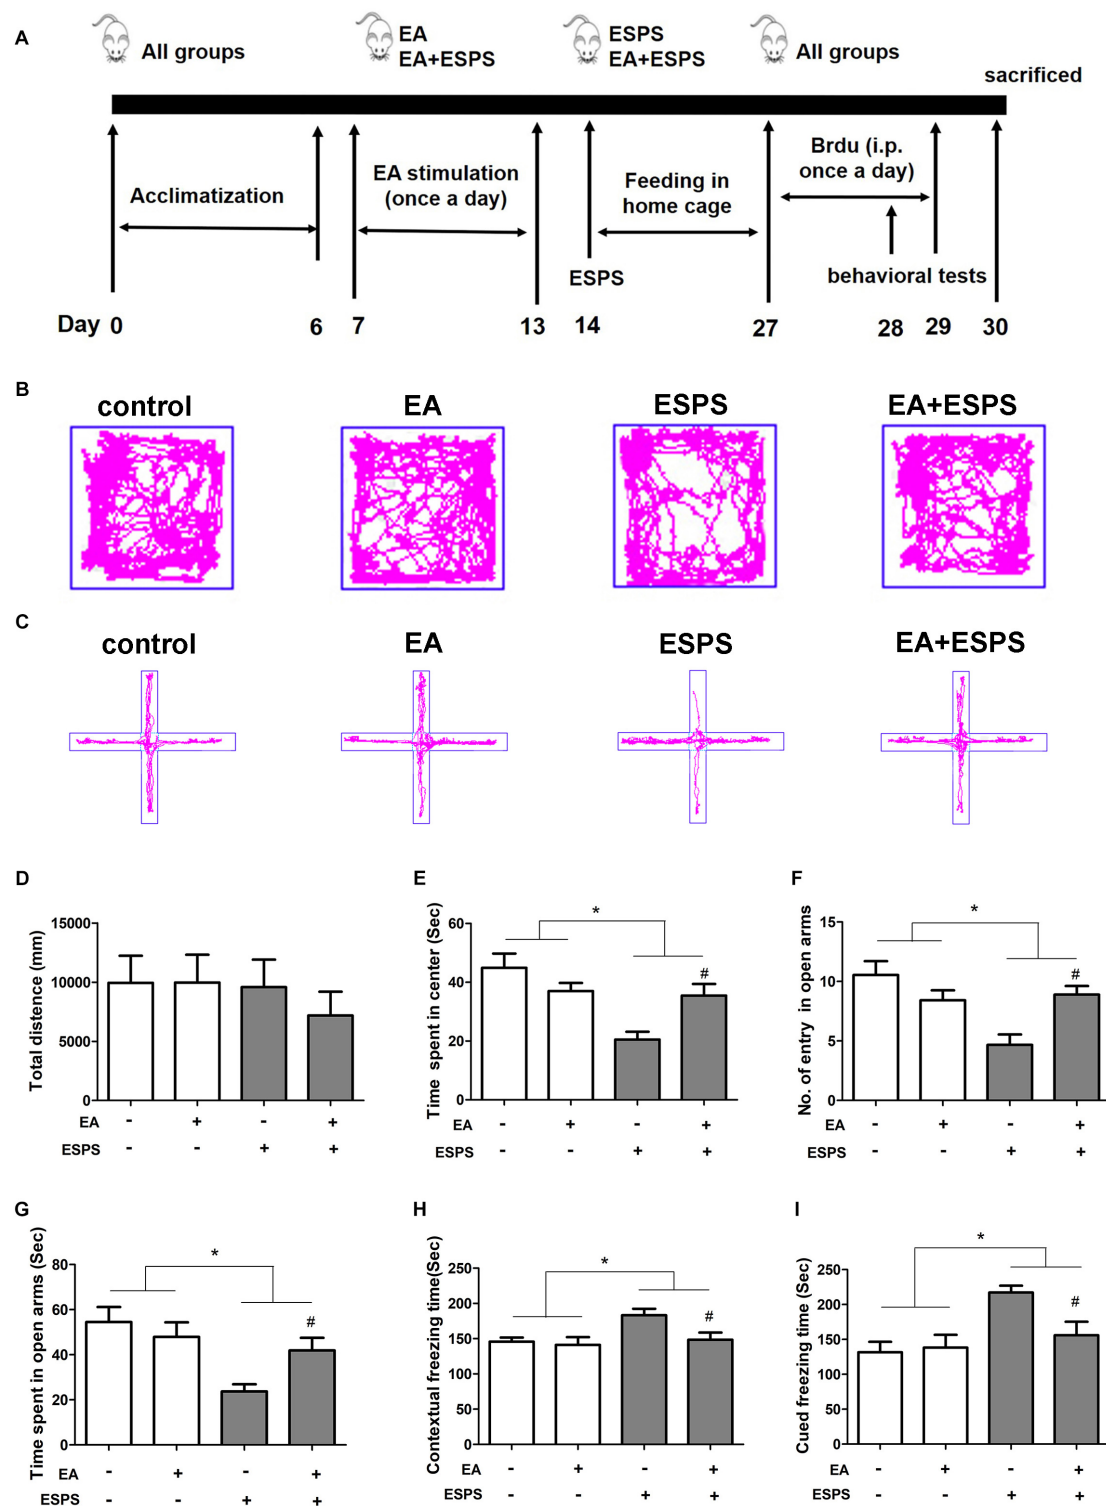 A
All groups
EA
EA+ESPS
ESPS
EA+ESPS
All groups
sacrificed
Acclimatization
EA stimulation
(once a day)
Feeding in
home cage
Brdu (i.p.
once a day)
ESPS
behavioral tests
Day 0 6 7 13 14 27 28 29 30
B
control EA ESPS EA+ESPS
C
control EA ESPS EA+ESPS
D
Total distence (mm)
15000
10000
5000
0
EA - + - +
ESPS - - + +
E
Time spent in center (Sec)
60
40
20
0
*
#
EA - + - +
ESPS - - + +
F
No. of entry in open arms
15
10
5
0
*
#
EA - + - +
ESPS - - + +
G
Time spent in open arms (Sec)
80
60
40
20
0
*
#
EA - + - +
ESPS - - + +
H
Contextual freezing time(Sec)
250
200
150
100
50
0
*
#
EA - + - +
ESPS - - + +
I
Cued freezing time (Sec)
250
200
150
100
50
0
*
#
EA - + - +
ESPS - - + +